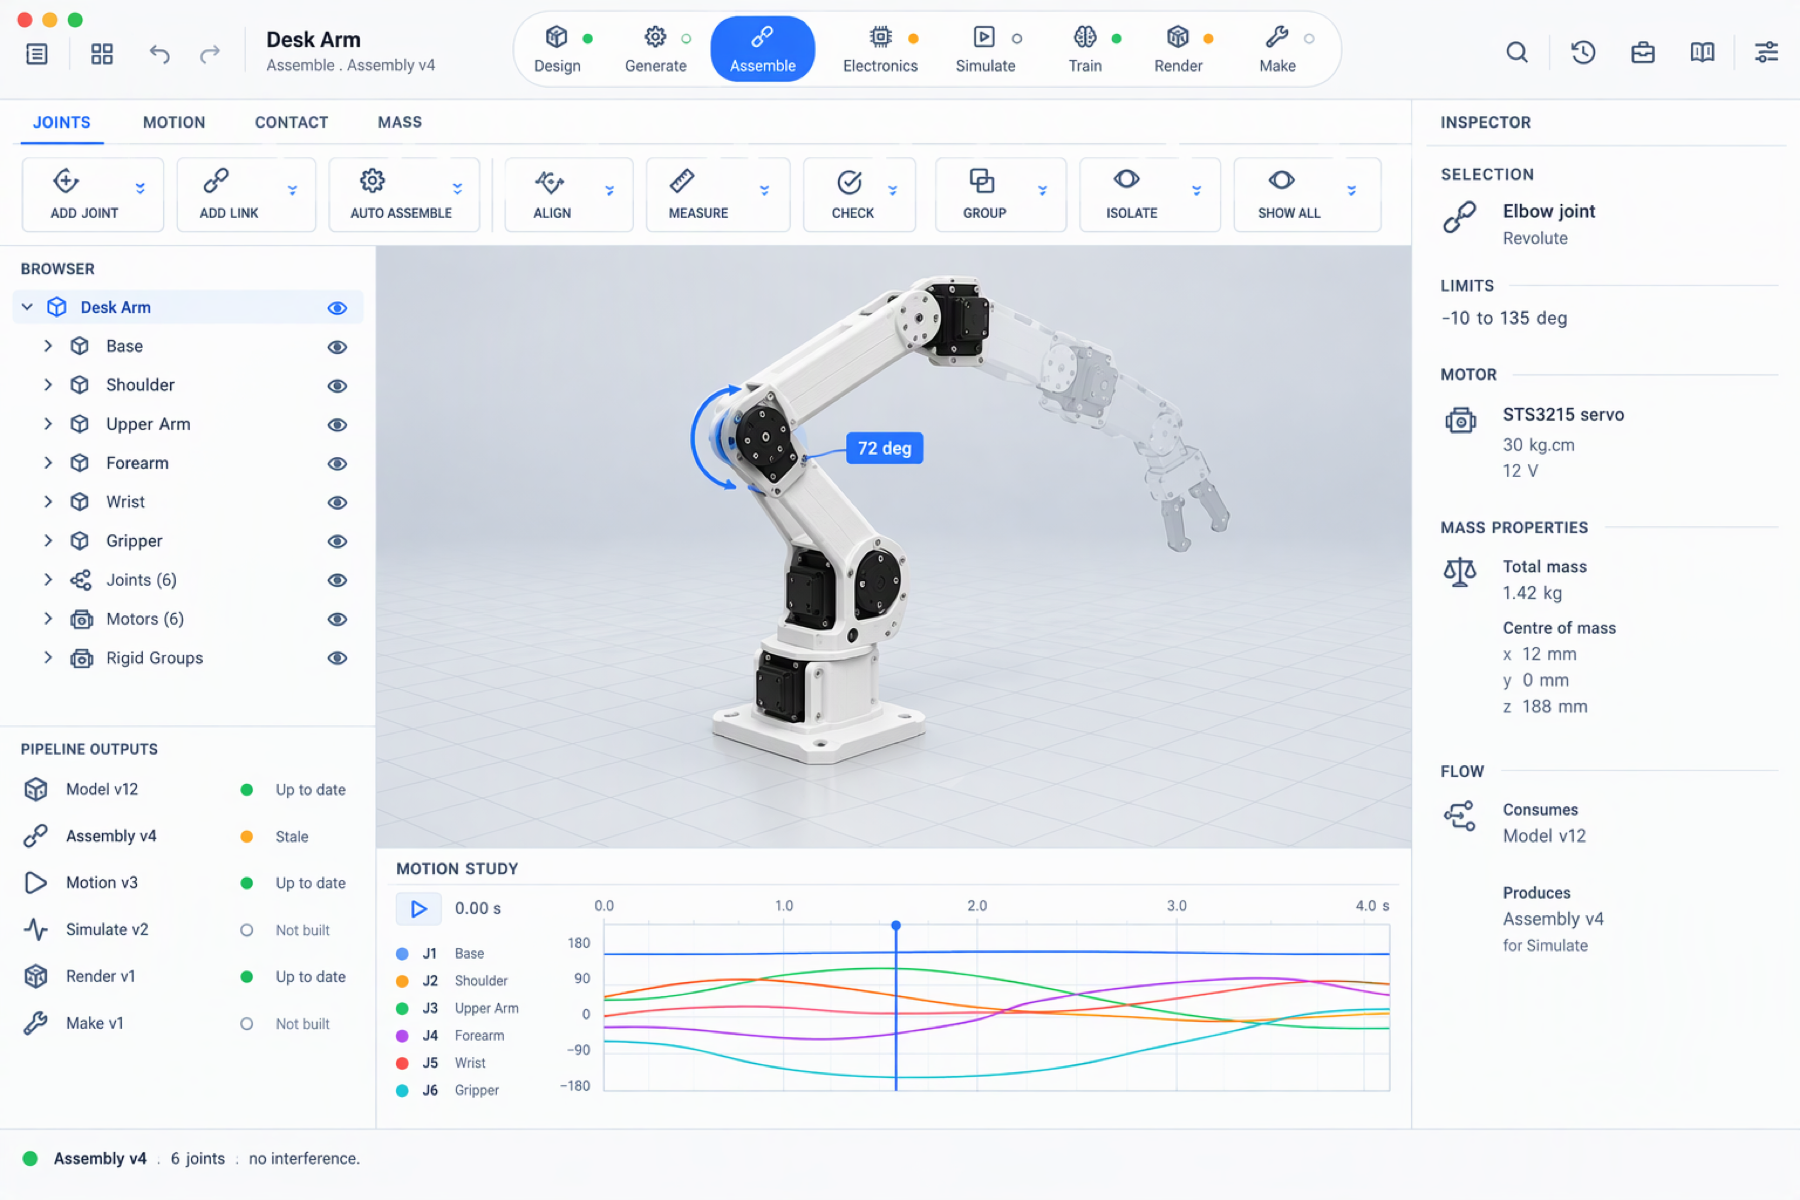 Desk Arm
Assemble . Assembly v4
Design
Generate
Assemble
Electronics
Simulate
Train
Render
Make
JOINTS
MOTION
CONTACT
MASS
ADD JOINT
ADD LINK
AUTO ASSEMBLE
ALIGN
MEASURE
CHECK
GROUP
ISOLATE
SHOW ALL
BROWSER
Desk Arm
Base
Shoulder
Upper Arm
Forearm
Wrist
Gripper
Joints (6)
Motors (6)
Rigid Groups
PIPELINE OUTPUTS
Model v12 Up to date
Assembly v4 Stale
Motion v3 Up to date
Simulate v2 Not built
Render v1 Up to date
Make v1 Not built
72 deg
MOTION STUDY
0.00 s
0.0 1.0 2.0 3.0 4.0 s
J1 Base
J2 Shoulder
J3 Upper Arm
J4 Forearm
J5 Wrist
J6 Gripper
180
90
0
-90
-180
INSPECTOR
SELECTION
Elbow joint
Revolute
LIMITS
-10 to 135 deg
MOTOR
STS3215 servo
30 kg.cm
12 V
MASS PROPERTIES
Total mass
1.42 kg
Centre of mass
x 12 mm
y 0 mm
z 188 mm
FLOW
Consumes
Model v12
Produces
Assembly v4
for Simulate
Assembly v4 . 6 joints . no interference.